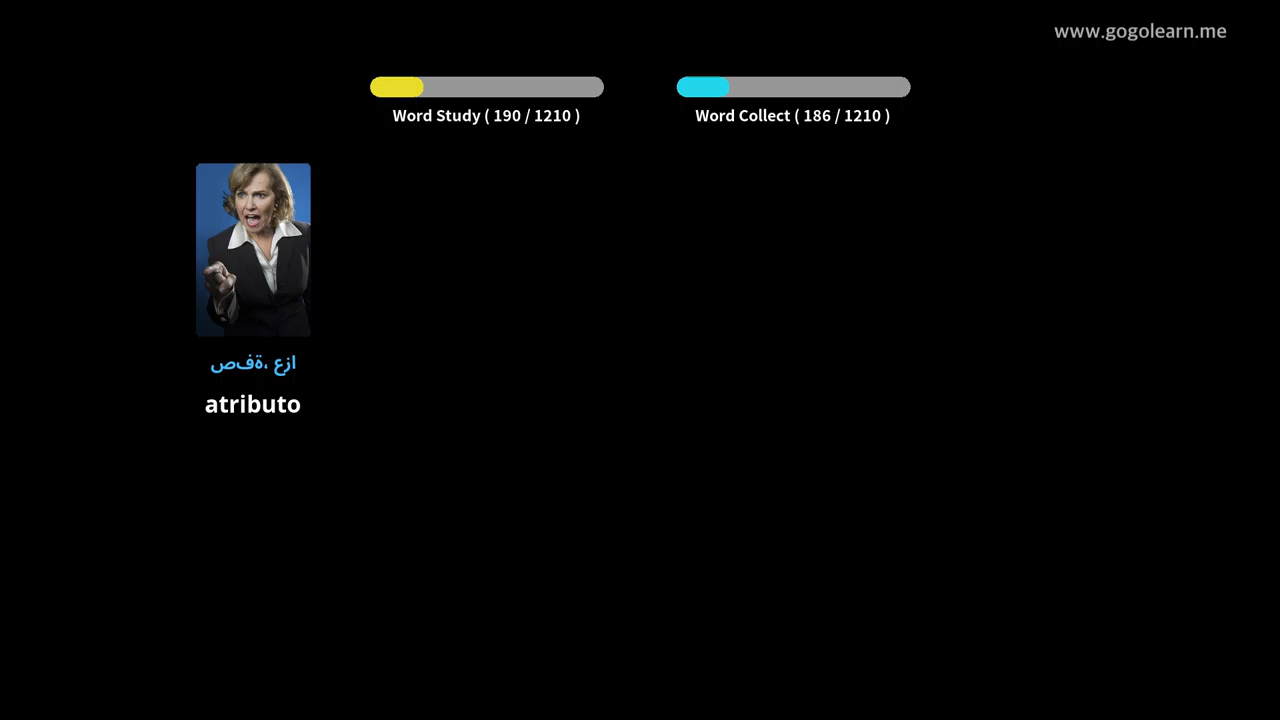 www.gogolearn.me
Word Study ( 190 / 1210 )
Word Collect ( 186 / 1210 )
ازع ،ةفص
atributo